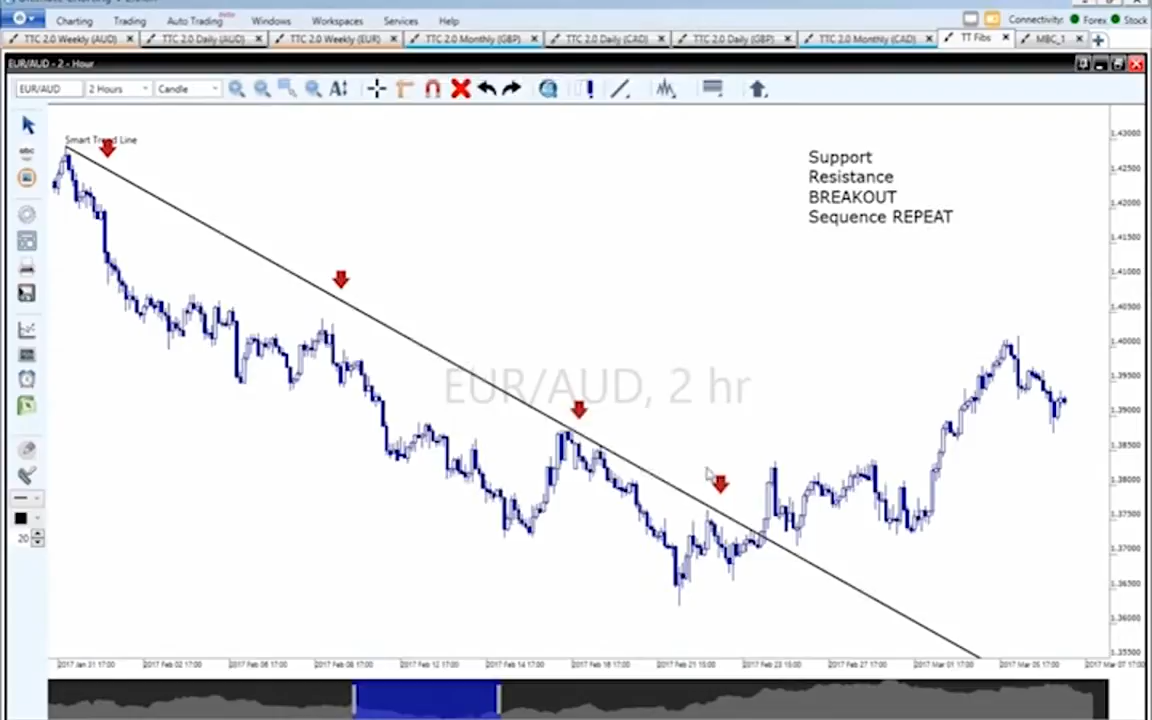 Charting Trading Auto Trading Beta Windows Workspaces Services Help Connectivity: Forex Stock
TTC 2.0 Weekly (AUD) TTC 2.0 Daily (AUD) TTC 2.0 Weekly (EUR) TTC 2.0 Monthly (GBP) TTC 2.0 Daily (CAD) TTC 2.0 Daily (GBP) TTC 2.0 Monthly (CAD) TT Fibs MBC_1
EUR/AUD - 2 - Hour
EUR/AUD 2 Hours Candle
abc
Smart Trend Line
Support
Resistance
BREAKOUT
Sequence REPEAT
EUR/AUD, 2 hr
1.43000
1.42500
1.42000
1.41500
1.41000
1.40500
1.40000
1.39500
1.39000
1.38500
1.38000
1.37500
1.37000
1.36500
1.36000
1.35500
20
2017 Jan 31 17:00 2017 Feb 02 17:00 2017 Feb 06 17:00 2017 Feb 08 17:00 2017 Feb 12 17:00 2017 Feb 14 17:00 2017 Feb 16 17:00 2017 Feb 21 15:00 2017 Feb 23 15:00 2017 Feb 27 17:00 2017 Mar 01 17:00 2017 Mar 05 17:00 2017 Mar 07 17:00